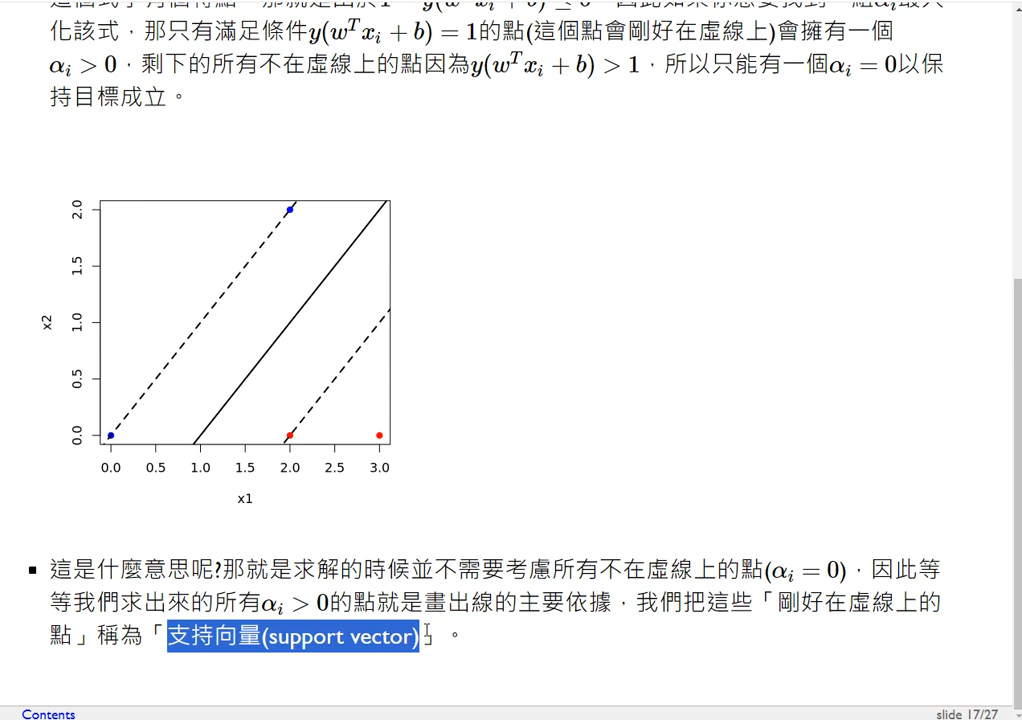 化該式，那只有滿足條件y(wᵀxᵢ + b) = 1的點(這個點會剛好在虛線上)會擁有一個
αᵢ > 0，剩下的所有不在虛線上的點因為y(wᵀxᵢ + b) > 1，所以只能有一個αᵢ = 0以保
持目標成立。
2.0
1.5
x2
1.0
0.5
0.0
0.0 0.5 1.0 1.5 2.0 2.5 3.0
x1
▪ 這是什麼意思呢?那就是求解的時候並不需要考慮所有不在虛線上的點(αᵢ = 0)，因此等
等我們求出來的所有αᵢ > 0的點就是畫出線的主要依據，我們把這些「剛好在虛線上的
點」稱為「支持向量(support vector)」。
Contents
slide 17/27